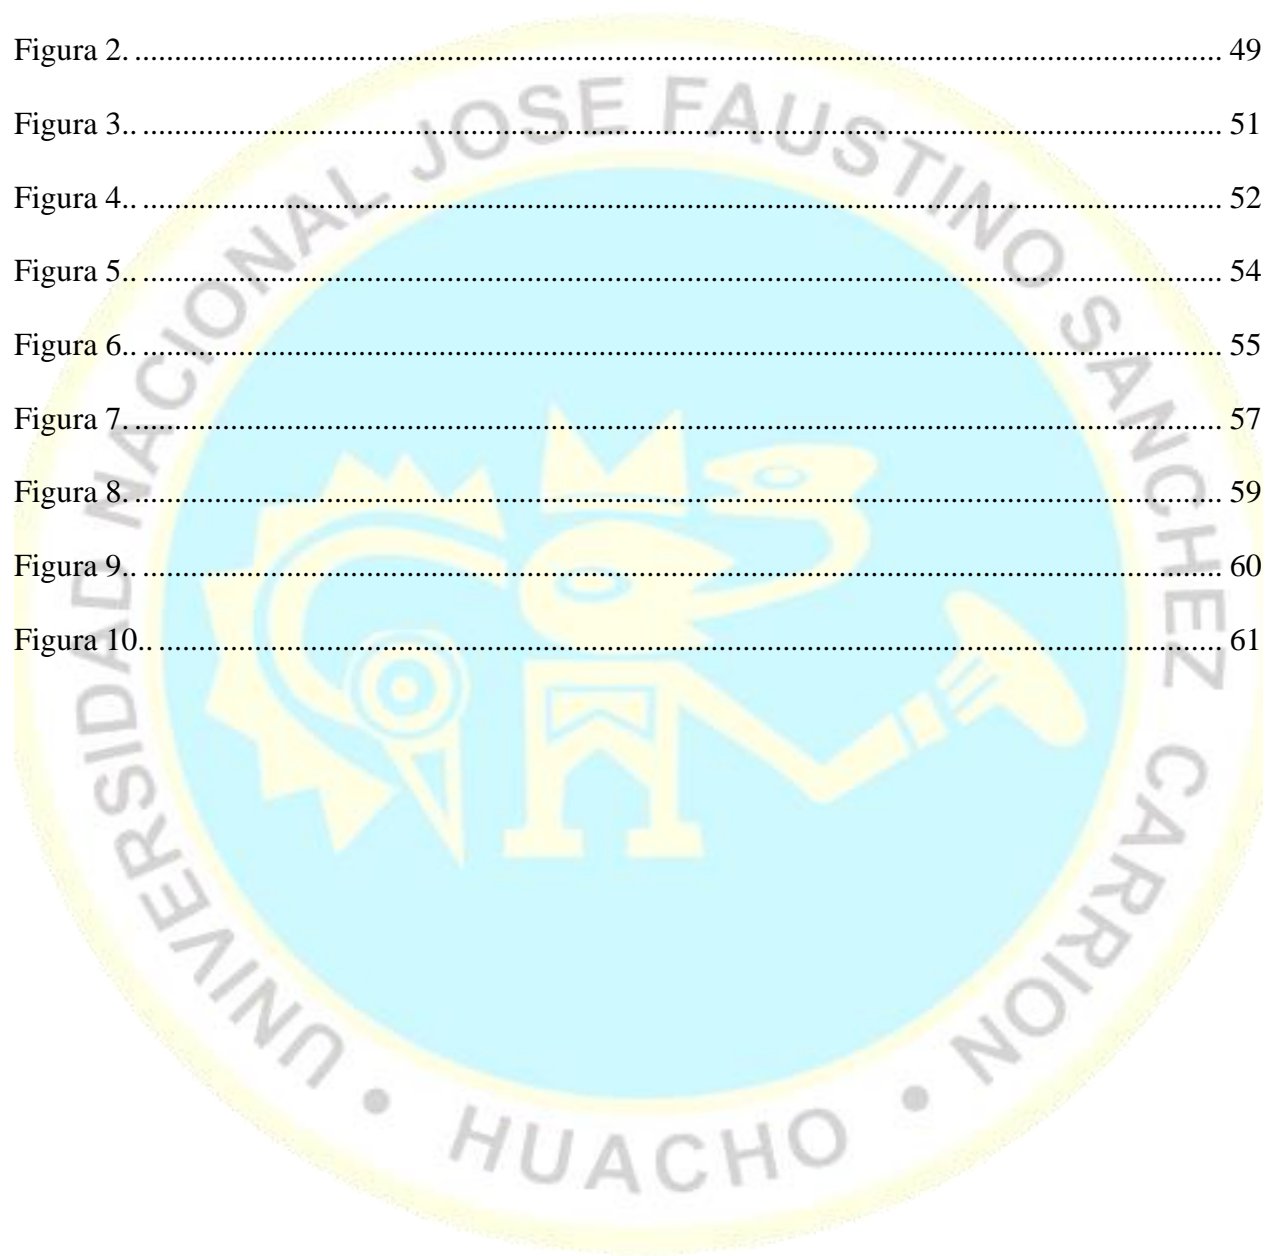 Figura 2. ........................................................................................................................................ 49
Figura 3.. ....................................................................................................................................... 51
Figura 4.. ....................................................................................................................................... 52
Figura 5.. ....................................................................................................................................... 54
Figura 6.. ....................................................................................................................................... 55
Figura 7. ........................................................................................................................................ 57
Figura 8. ........................................................................................................................................ 59
Figura 9.. ....................................................................................................................................... 60
Figura 10.. ..................................................................................................................................... 61
UNIVERSIDAD NACIONAL JOSE FAUSTINO SANCHEZ CARRION • HUACHO •